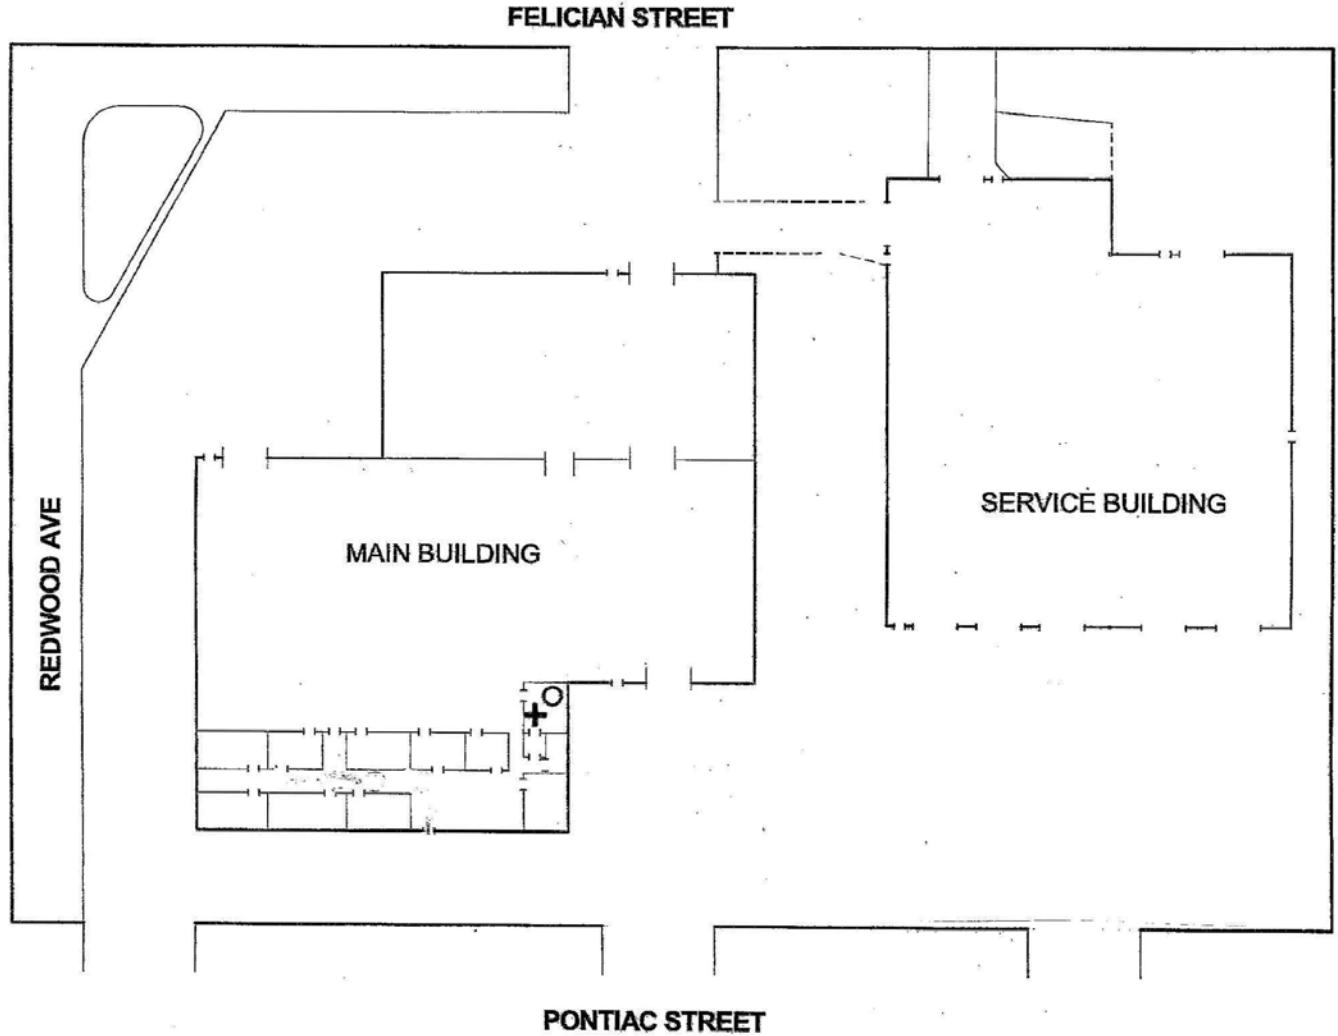 FELICIAN STREET
REDWOOD AVE
MAIN BUILDING
SERVICE BUILDING
PONTIAC STREET